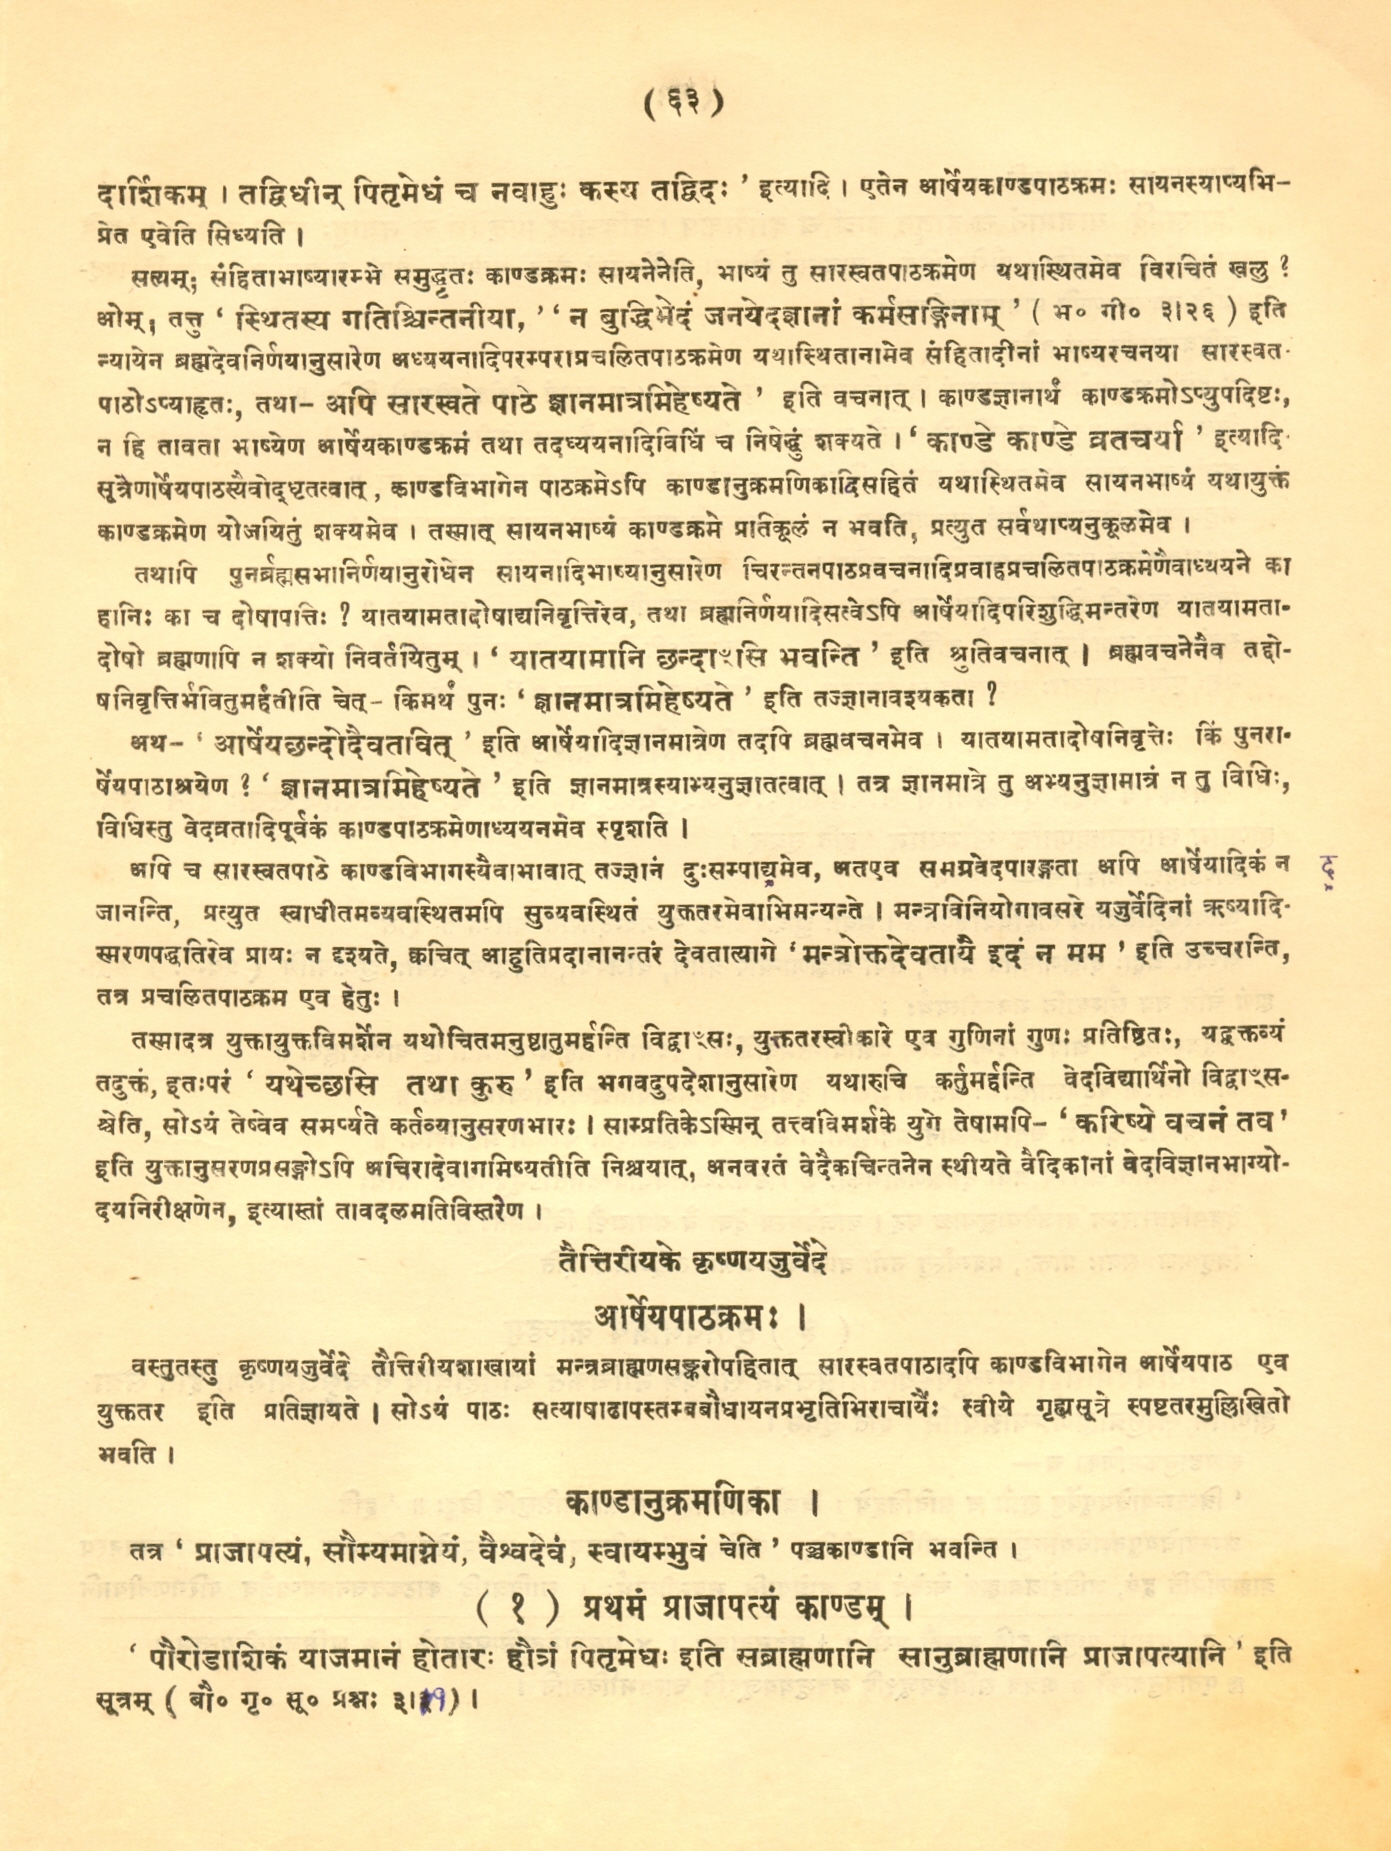 ( ६३ )
दार्शिकम् । तद्विधीन् पितृमेधं च नवाहुः कस्य तद्विदः ’ इत्यादि । एतेन आर्षेयकाण्डपाठक्रमः सायनस्याप्यभि-
प्रेत एवेति सिध्यति ।
सत्यम्; संहिताभाष्यारम्भे समुद्धृतः काण्डक्रमः सायनेनेति, भाष्यं तु सारस्वतपाठक्रमेण यथास्थितमेव विरचितं खलु ?
ओम्, तत्तु ‘ स्थितस्य गतिश्चिन्तनीया, ’ ‘ न बुद्धिभेदं जनयेदज्ञानां कर्मसङ्गिनाम् ’ ( भ० गी० ३।२६ ) इति
न्यायेन ब्रह्मदेवनिर्णयानुसारेण अध्ययनादिपरम्पराप्रचलितपाठक्रमेण यथास्थितानामेव संहितादीनां भाष्यरचनया सारस्वत-
पाठोऽप्याहृतः, तथा- अपि सारस्वते पाठे ज्ञानमात्रमिहेष्यते ’ इति वचनात् । काण्डज्ञानार्थं काण्डक्रमोऽप्युपदिष्टः,
न हि तावता भाष्येण आर्षेयकाण्डक्रमं तथा तदध्ययनादिविधिं च निषेद्धुं शक्यते । ‘ काण्डे काण्डे व्रतचर्या ’ इत्यादि-
सूत्रैणार्षेयपाठस्यैवोद्धृतत्वात् , काण्डविभागेन पाठक्रमेऽपि काण्डानुक्रमणिकादिसहितं यथास्थितमेव सायनभाष्यं यथायुक्तं
काण्डक्रमेण योजयितुं शक्यमेव । तस्मात् सायनभाष्यं काण्डक्रमे प्रतिकूलं न भवति, प्रत्युत सर्वथाप्यनुकूलमेव ।
तथापि पुनर्ब्रह्मसभानिर्णयानुरोधेन सायनादिभाष्यानुसारेण चिरन्तनपाठप्रवचनादिप्रवाहप्रचलितपाठक्रमेणैवाध्ययने का
हानिः का च दोषापत्तिः ? यातयामतादोषाद्यनिवृत्तिरेव, तथा ब्रह्मनिर्णयादिसत्वेऽपि आर्षेयादिपरिशुद्धिमन्तरेण यातयामता-
दोषो ब्रह्मणापि न शक्यो निवर्तयितुम् । ‘ यातयामानि छन्दाꣳसि भवन्ति ’ इति श्रुतिवचनात् । ब्रह्मवचनेनैव तद्दो-
षनिवृत्तिर्भवितुमर्हतीति चेत्- किमर्थं पुनः ‘ ज्ञानमात्रमिहेष्यते ’ इति तज्ज्ञानावश्यकता ?
अथ- ‘ आर्षेयछन्दोदैवतावित् ’ इति आर्षेयादिज्ञानमात्रेण तदपि ब्रह्मवचनमेव । यातयामतादोषनिवृत्तेः किं पुनरा-
र्षेयपाठाश्रयेण ? ‘ ज्ञानमात्रमिहेष्यते ’ इति ज्ञानमात्रस्याभ्यनुज्ञातत्वात् । तत्र ज्ञानमात्रे तु अभ्यनुज्ञामात्रं न तु विधिः,
विधिस्तु वेदव्रतादिपूर्वकं काण्डपाठक्रमेणाध्ययनमेव स्पृशति ।
अपि च सारस्वतपाठे काण्डविभागस्यैवाभावात् तज्ज्ञानं दुःसम्पाद्यमेव, अतएव समग्रवेदपारङ्गता अपि आर्षेयादिकं न
जानन्ति, प्रत्युत स्वाधीतमव्यवस्थितमपि सुव्यवस्थितं युक्ततरमेवाभिमन्यन्ते । मन्त्रविनियोगावसरे यजुर्वेदिनां ऋष्यादि-
स्मरणपद्धतिरेव प्रायः न दृश्यते, क्वचित् आहुतिप्रदानानन्तरं देवतात्यागे ‘ मन्त्रोक्तदेवतायै इदं न मम ’ इति उच्चरन्ति,
तत्र प्रचलितपाठक्रम एव हेतुः ।
तस्मादत्र युक्तायुक्तविमर्शेन यथोचितमनुष्ठातुमर्हन्ति विद्वाꣳसः, युक्ततरस्वीकारे एव गुणिनां गुणः प्रतिष्ठितः, यद्वक्तव्यं
तदुक्तं, इतःपरं ‘ यथेच्छसि तथा कुरु ’ इति भगवदुपदेशानुसारेण यथारुचि कर्तुमर्हन्ति वेदविद्यार्थिनो विद्वाꣳस-
श्चेति, सोऽयं तेष्वेव समर्प्यते कर्तव्यानुसरणभारः । साम्प्रतिकेऽस्मिन् तत्त्वविमर्शके युगे तेषामपि- ‘ करिष्ये वचनं तव ’
इति युक्तानुसरणप्रसङ्गोऽपि अचिरादेवागमिष्यतीति निश्चयात्, अनवरतं वेदैकचिन्तनेन स्थीयते वैदिकानां वेदविज्ञानभाग्यो-
दयनिरीक्षणेन, इत्यास्तां तावदलमतिविस्तरेण ।
तैत्तिरीयके कृष्णयजुर्वेदे
आर्षेयपाठक्रमः ।
वस्तुतस्तु कृष्णयजुर्वेदे तैत्तिरीयशाखायां मन्त्रब्राह्मणसङ्करोपहितात् सारस्वतपाठादपि काण्डविभागेन आर्षेयपाठ एव
युक्ततर इति प्रतिज्ञायते । सोऽयं पाठः सत्याषाढापस्तम्बबौधायनप्रभृतिभिराचार्यैः स्वीये गृह्यसूत्रे स्पष्टतरमुल्लिखितो
भवति ।
काण्डानुक्रमणिका ।
तत्र ‘ प्राजापत्यं, सौम्यमाग्नेयं, वैश्वदेवं, स्वायम्भुवं चेति ’ पञ्चकाण्डानि भवन्ति ।
( १ ) प्रथमं प्राजापत्यं काण्डम् ।
‘ पौरोडाशिकं याजमानं होतारः हौत्रं पितृमेधः इति सब्राह्मणानि सानुब्राह्मणानि प्राजापत्यानि ’ इति
सूत्रम् ( बौ० गृ० सू० प्रश्नः ३।१) ।